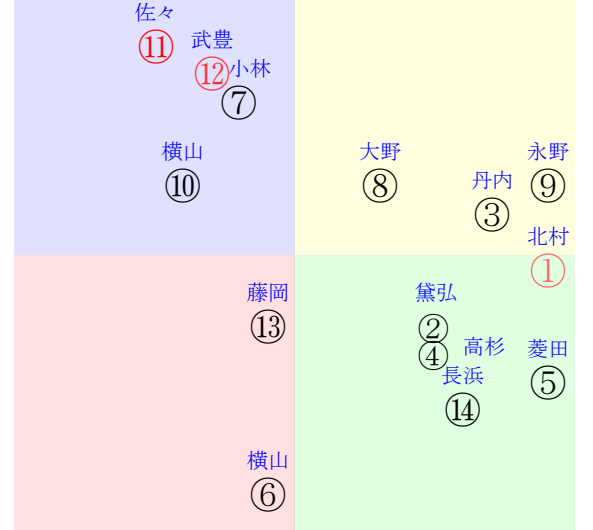 佐々
⑪
武豊
⑫
小林
⑦
横山
⑩
大野
⑧
丹内
③
永野
⑨
北村
①
藤岡
⑬
黛弘
②
④
高杉
長浜
⑭
菱田
⑤
横山
⑥